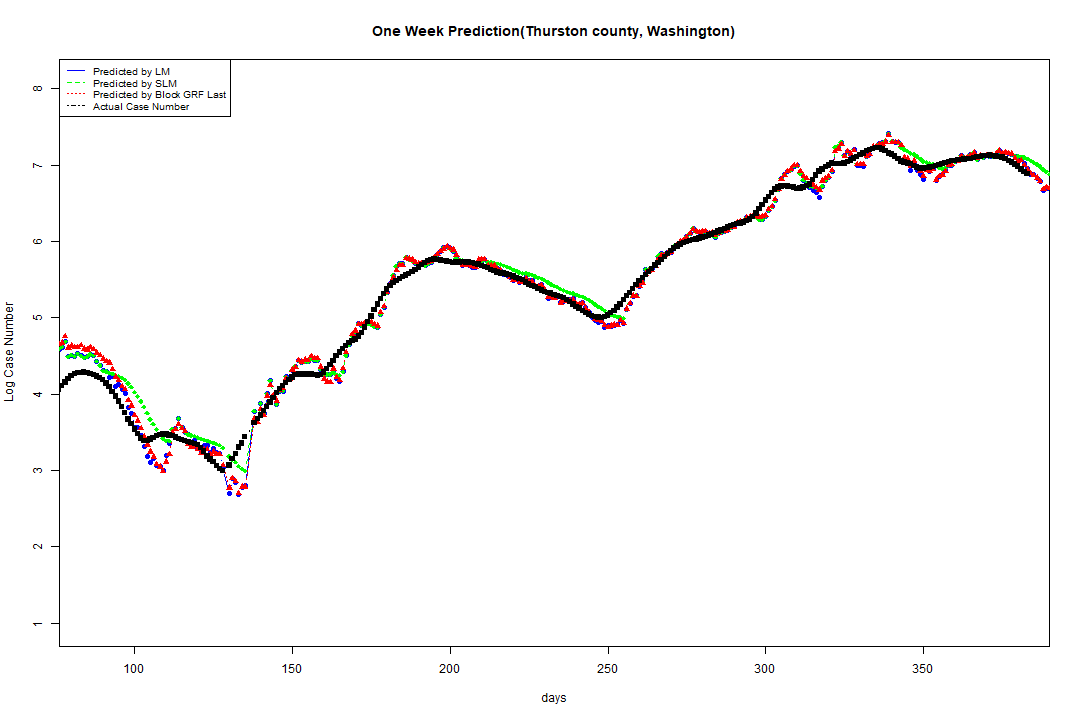 One Week Prediction(Thurston county, Washington)
Predicted by LM
Predicted by SLM
Predicted by Block GRF Last
Actual Case Number
8
7
6
5
4
3
2
1
Log Case Number
100 150 200 250 300 350
days